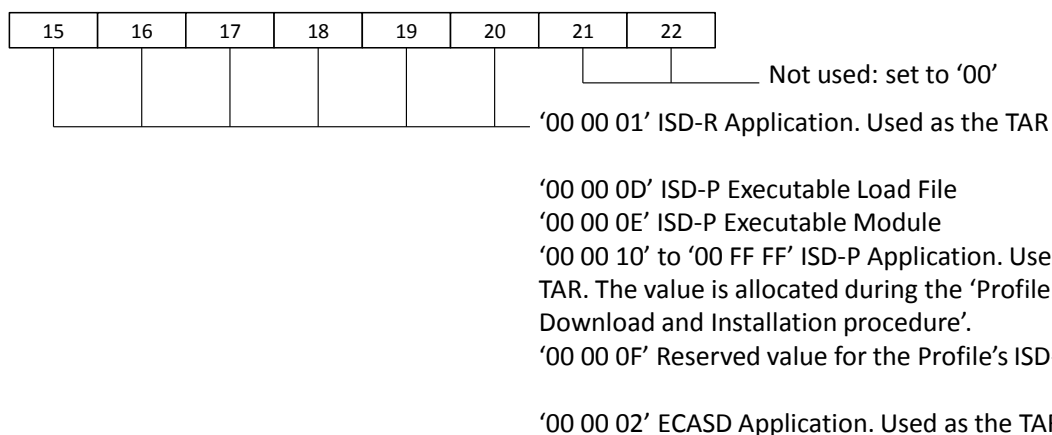 15 16 17 18 19 20 21 22
Not used: set to ‘00’
‘00 00 01’ ISD-R Application. Used as the TAR
‘00 00 0D’ ISD-P Executable Load File
‘00 00 0E’ ISD-P Executable Module
‘00 00 10’ to ‘00 FF FF’ ISD-P Application. Use
TAR. The value is allocated during the ‘Profile
Download and Installation procedure’.
‘00 00 0F’ Reserved value for the Profile’s ISD-
‘00 00 02’ ECASD Application. Used as the TAR